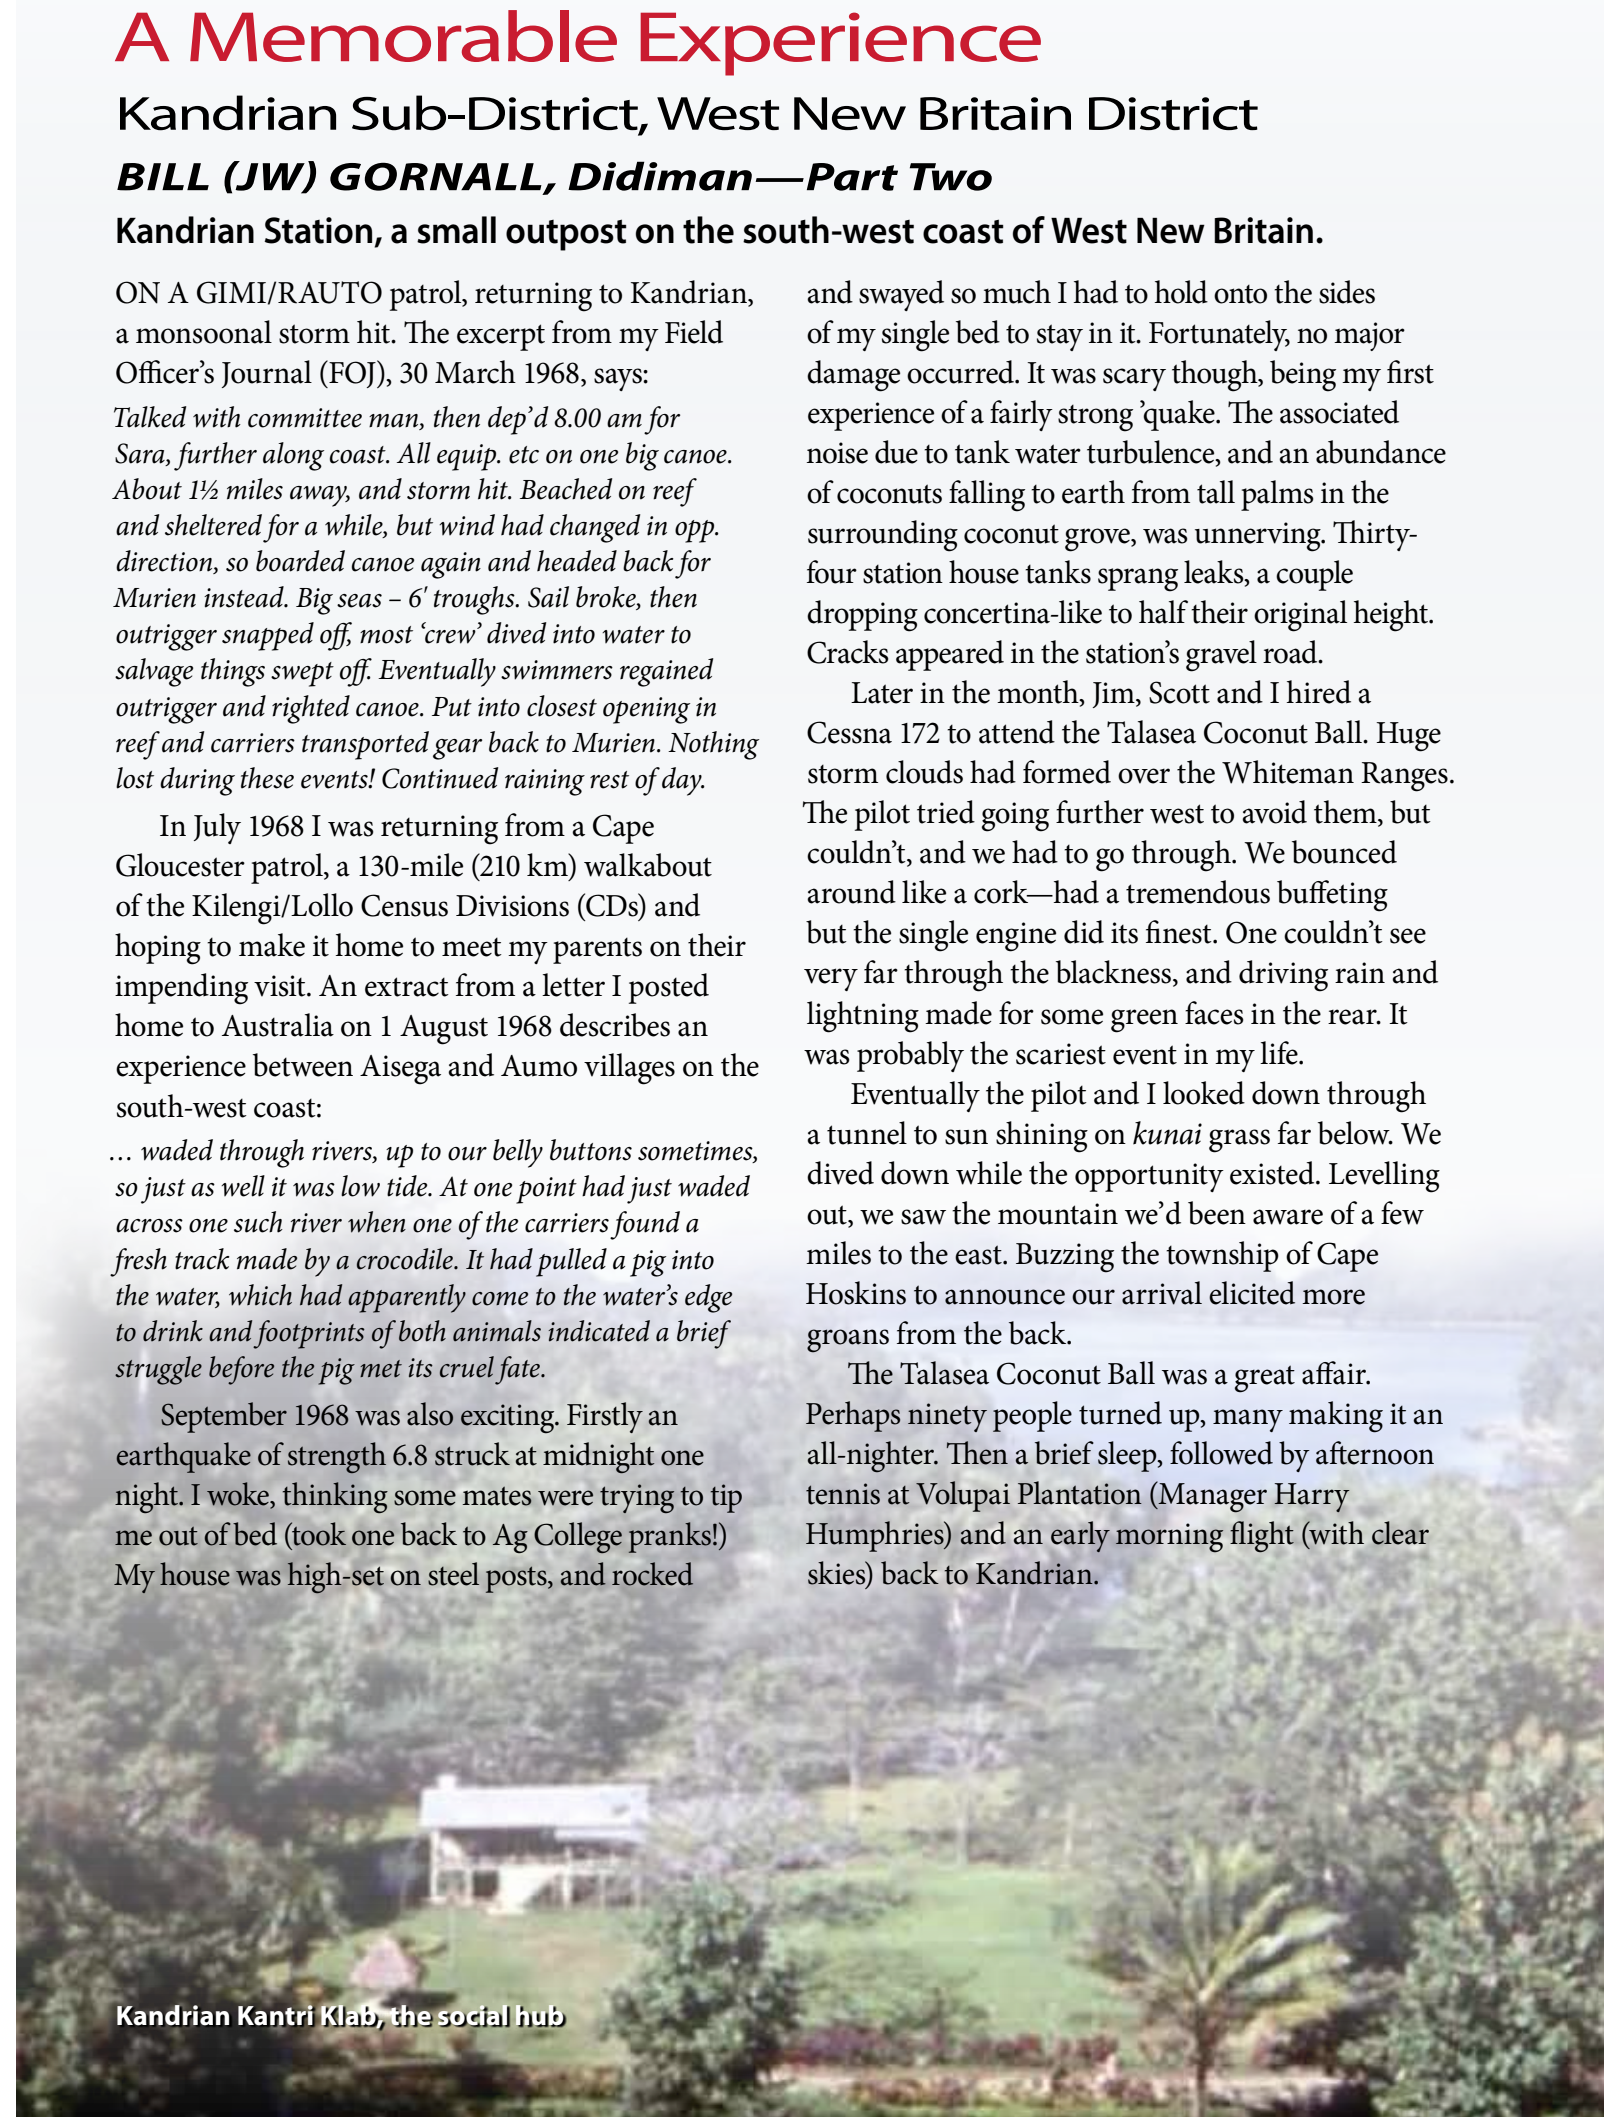 A Memorable Experience
Kandrian Sub-District, West New Britain District
BILL (JW) GORNALL, Didiman—Part Two
Kandrian Station, a small outpost on the south-west coast of West New Britain.
ON A GIMI/RAUTO patrol, returning to Kandrian,
a monsoonal storm hit. The excerpt from my Field
Officer’s Journal (FOJ), 30 March 1968, says:
Talked with committee man, then dep’d 8.00 am for
Sara, further along coast. All equip. etc on one big canoe.
About 1½ miles away, and storm hit. Beached on reef
and sheltered for a while, but wind had changed in opp.
direction, so boarded canoe again and headed back for
Murien instead. Big seas – 6' troughs. Sail broke, then
outrigger snapped off, most ‘crew’ dived into water to
salvage things swept off. Eventually swimmers regained
outrigger and righted canoe. Put into closest opening in
reef and carriers transported gear back to Murien. Nothing
lost during these events! Continued raining rest of day.
In July 1968 I was returning from a Cape
Gloucester patrol, a 130-mile (210 km) walkabout
of the Kilengi/Lollo Census Divisions (CDs) and
hoping to make it home to meet my parents on their
impending visit. An extract from a letter I posted
home to Australia on 1 August 1968 describes an
experience between Aisega and Aumo villages on the
south-west coast:
… waded through rivers, up to our belly buttons sometimes,
so just as well it was low tide. At one point had just waded
across one such river when one of the carriers found a
fresh track made by a crocodile. It had pulled a pig into
the water, which had apparently come to the water’s edge
to drink and footprints of both animals indicated a brief
struggle before the pig met its cruel fate.
September 1968 was also exciting. Firstly an
earthquake of strength 6.8 struck at midnight one
night. I woke, thinking some mates were trying to tip
me out of bed (took one back to Ag College pranks!)
My house was high-set on steel posts, and rocked
and swayed so much I had to hold onto the sides
of my single bed to stay in it. Fortunately, no major
damage occurred. It was scary though, being my first
experience of a fairly strong ’quake. The associated
noise due to tank water turbulence, and an abundance
of coconuts falling to earth from tall palms in the
surrounding coconut grove, was unnerving. Thirty-
four station house tanks sprang leaks, a couple
dropping concertina-like to half their original height.
Cracks appeared in the station’s gravel road.
Later in the month, Jim, Scott and I hired a
Cessna 172 to attend the Talasea Coconut Ball. Huge
storm clouds had formed over the Whiteman Ranges.
The pilot tried going further west to avoid them, but
couldn’t, and we had to go through. We bounced
around like a cork—had a tremendous buffeting
but the single engine did its finest. One couldn’t see
very far through the blackness, and driving rain and
lightning made for some green faces in the rear. It
was probably the scariest event in my life.
Eventually the pilot and I looked down through
a tunnel to sun shining on kunai grass far below. We
dived down while the opportunity existed. Levelling
out, we saw the mountain we’d been aware of a few
miles to the east. Buzzing the township of Cape
Hoskins to announce our arrival elicited more
groans from the back.
The Talasea Coconut Ball was a great affair.
Perhaps ninety people turned up, many making it an
all-nighter. Then a brief sleep, followed by afternoon
tennis at Volupai Plantation (Manager Harry
Humphries) and an early morning flight (with clear
skies) back to Kandrian.
Kandrian Kantri Klab, the social hub